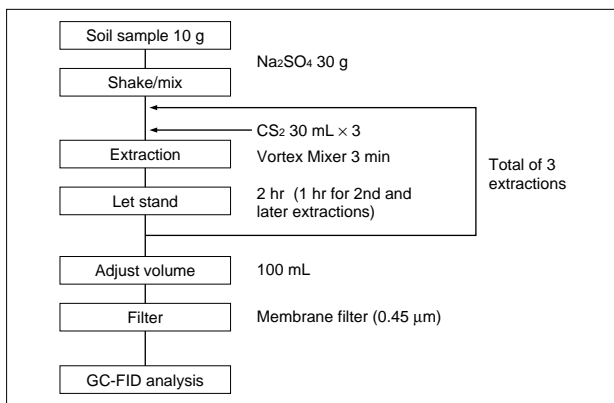 Soil sample 10 g
Na₂SO₄ 30 g
Shake/mix
CS₂ 30 mL × 3
Extraction
Vortex Mixer 3 min
Total of 3
extractions
Let stand
2 hr (1 hr for 2nd and
later extractions)
Adjust volume
100 mL
Filter
Membrane filter (0.45 μm)
GC-FID analysis